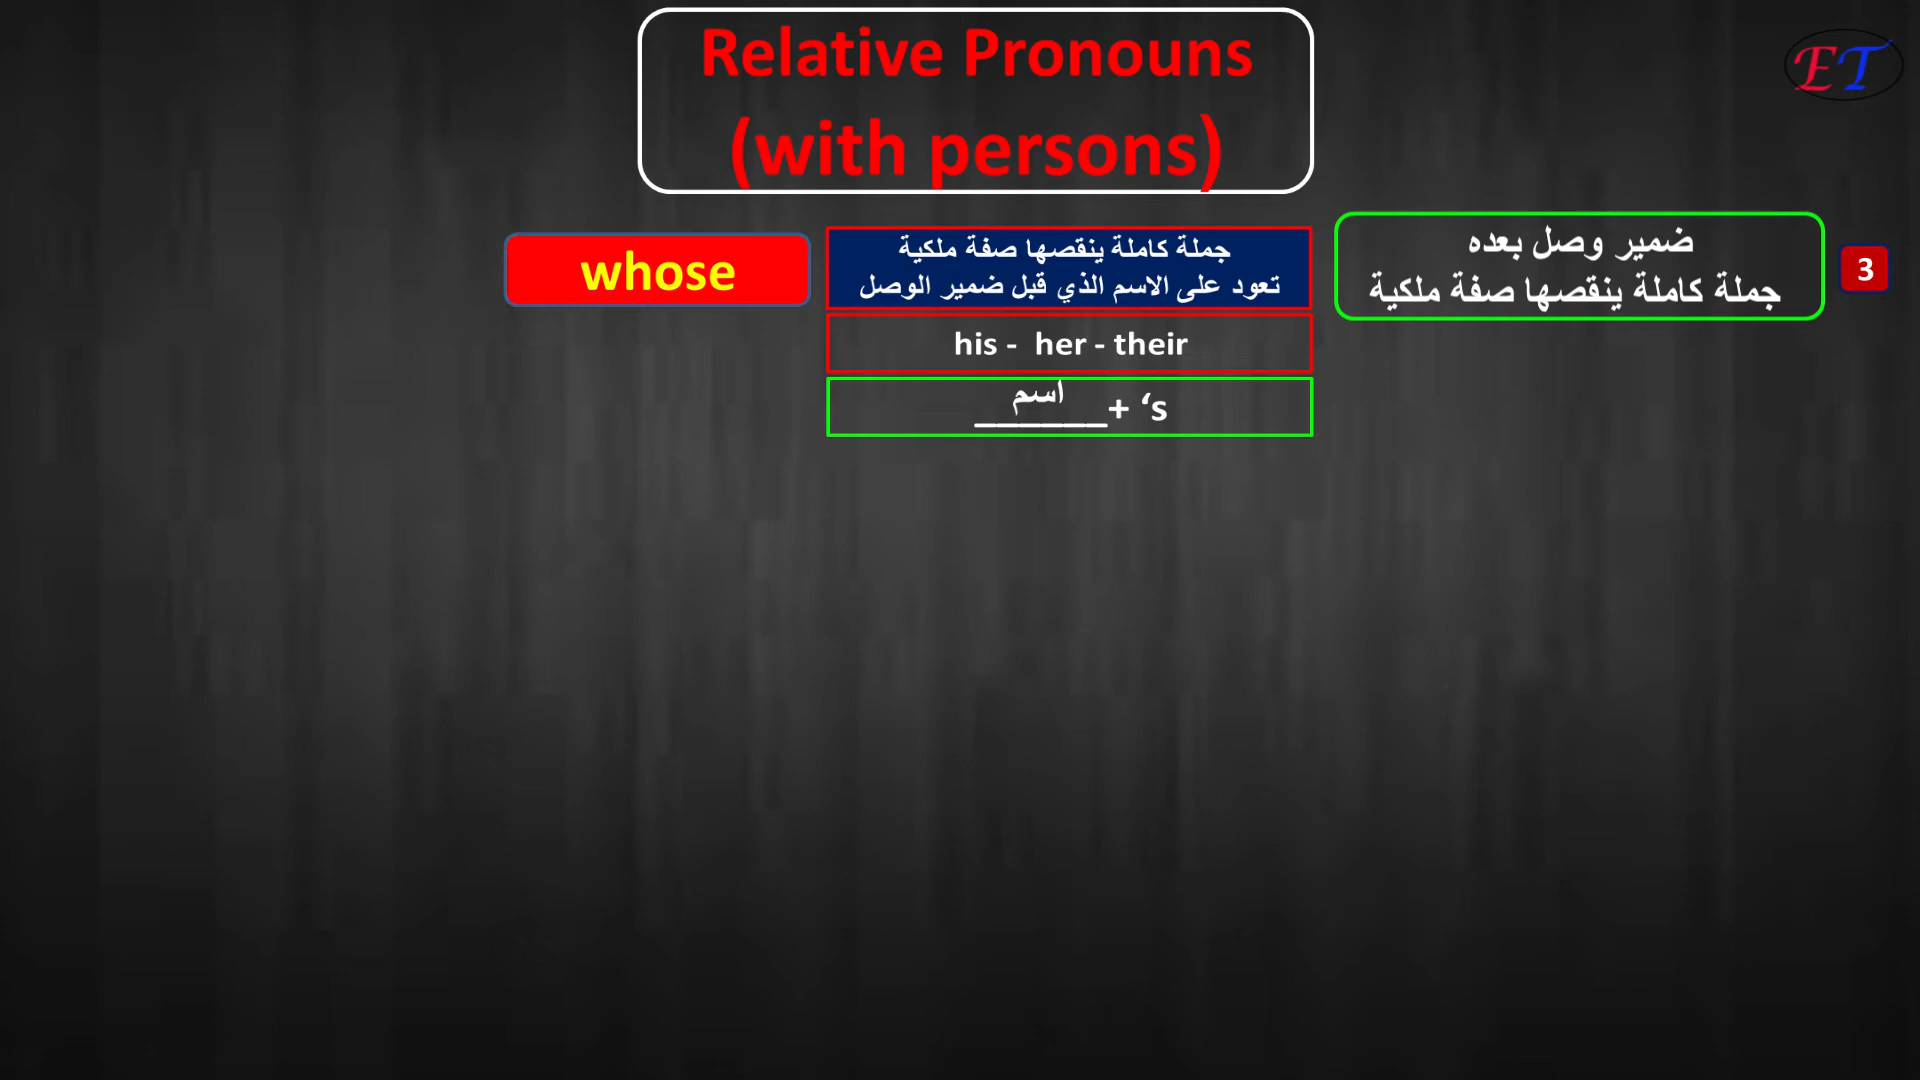 Relative Pronouns
(with persons)
ET
3
ضمير وصل بعده
جملة كاملة ينقصها صفة ملكية
جملة كاملة ينقصها صفة ملكية
تعود على الاسم الذي قبل ضمير الوصل
whose
his - her - their
اسم
______+ ‘s